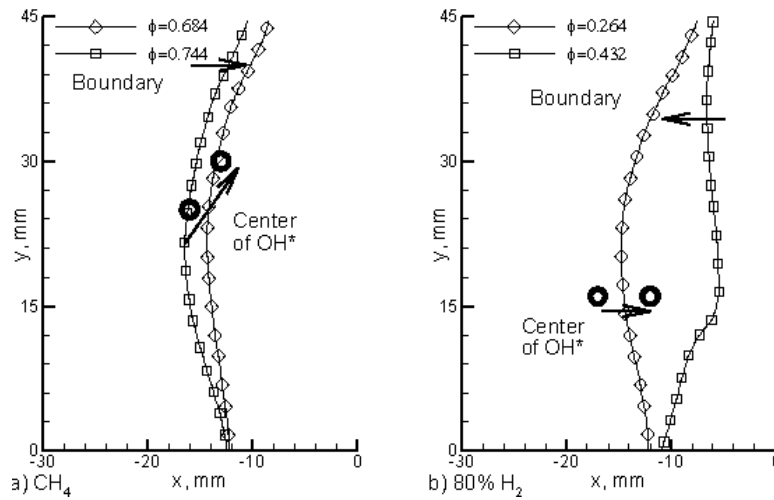 45
ϕ=0.684
ϕ=0.744
Boundary
30
y, mm
Center
of OH*
15
0
-30
-20
-10
0
x, mm
a) CH4
45
ϕ=0.264
ϕ=0.432
Boundary
30
y, mm
15
Center
of OH*
0
-30
-20
-10
x, mm
b) 80% H2